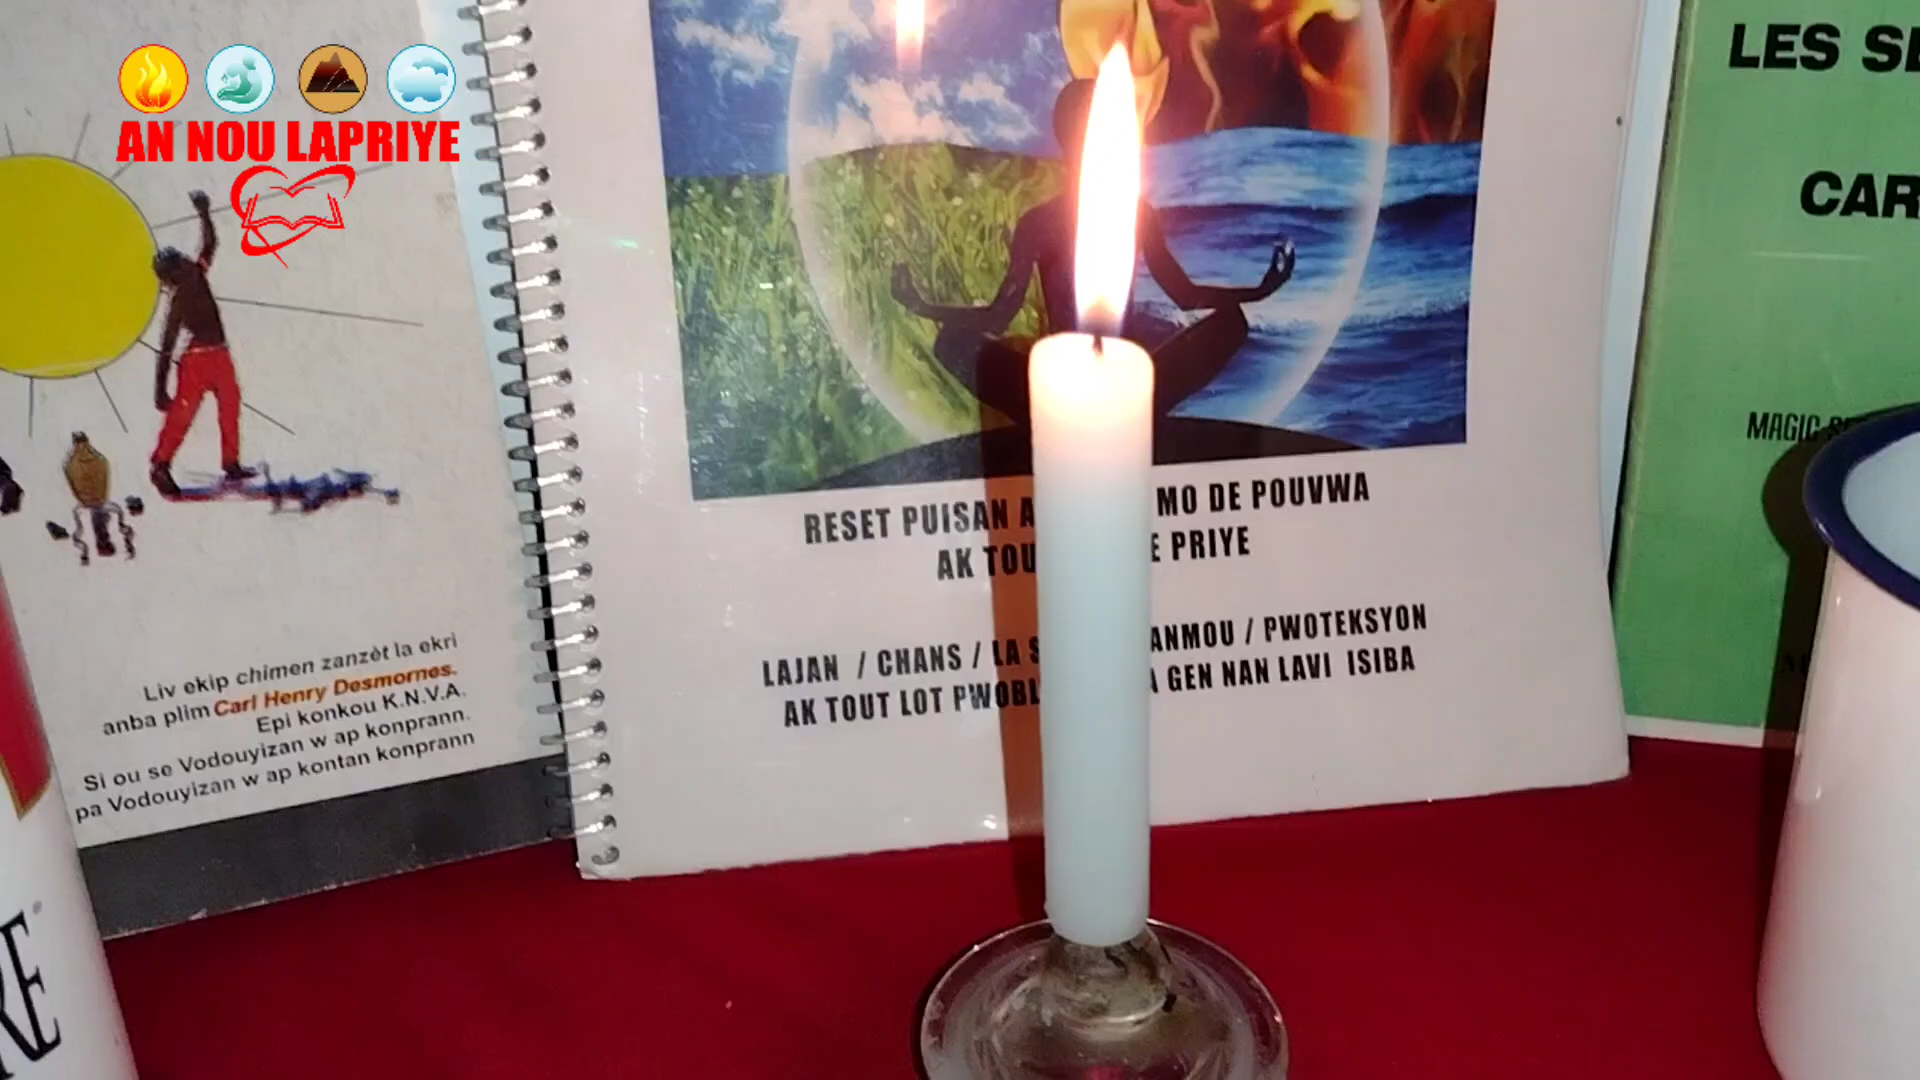 AN NOU LAPRIYE
Liv ekip chimen zanzèt la ekri
anba plim Carl Henry Desmornes.
Epi konkou K.N.V.A.
Si ou se Vodouyizan w ap konprann.
pa Vodouyizan w ap kontan konprann
RESET PUISAN A MO DE POUVWA
AK TOU E PRIYE
LAJAN / CHANS / LA S ANMOU / PWOTEKSYON
AK TOUT LOT PWOBL A GEN NAN LAVI ISIBA
LES SE
CAR
MAGIC
RE